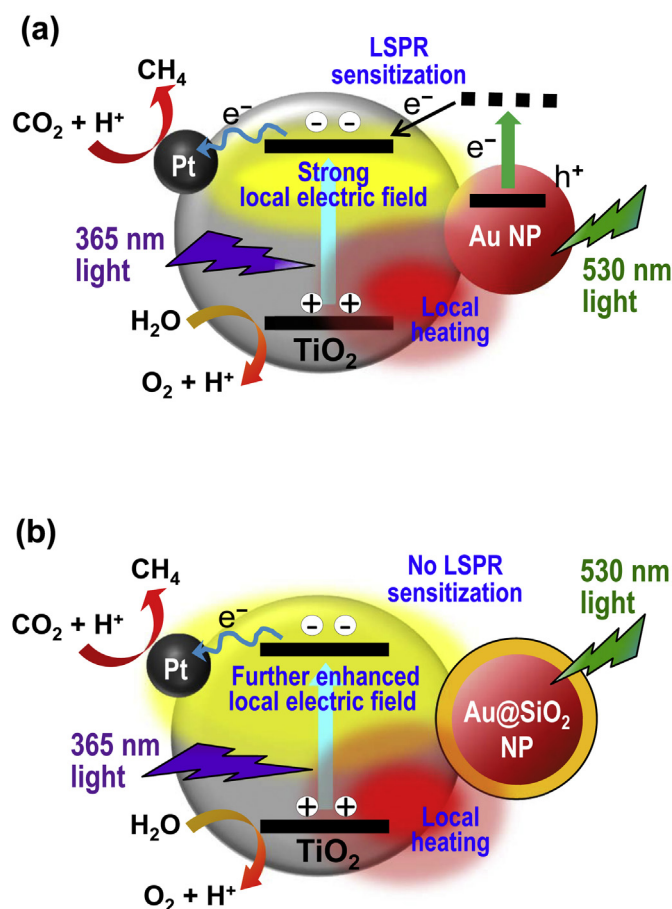 (a)
LSPR
sensitization
CH₄
CO₂ + H⁺
e⁻
e⁻
Pt
− −
e⁻
h⁺
Strong
local electric field
Au NP
365 nm
light
530 nm
light
+ +
H₂O
Local
heating
TiO₂
O₂ + H⁺
(b)
No LSPR
sensitization
530 nm
light
CH₄
CO₂ + H⁺
e⁻
− −
Pt
Further enhanced
local electric field
Au@SiO₂
NP
365 nm
light
+ +
H₂O
Local
heating
TiO₂
O₂ + H⁺